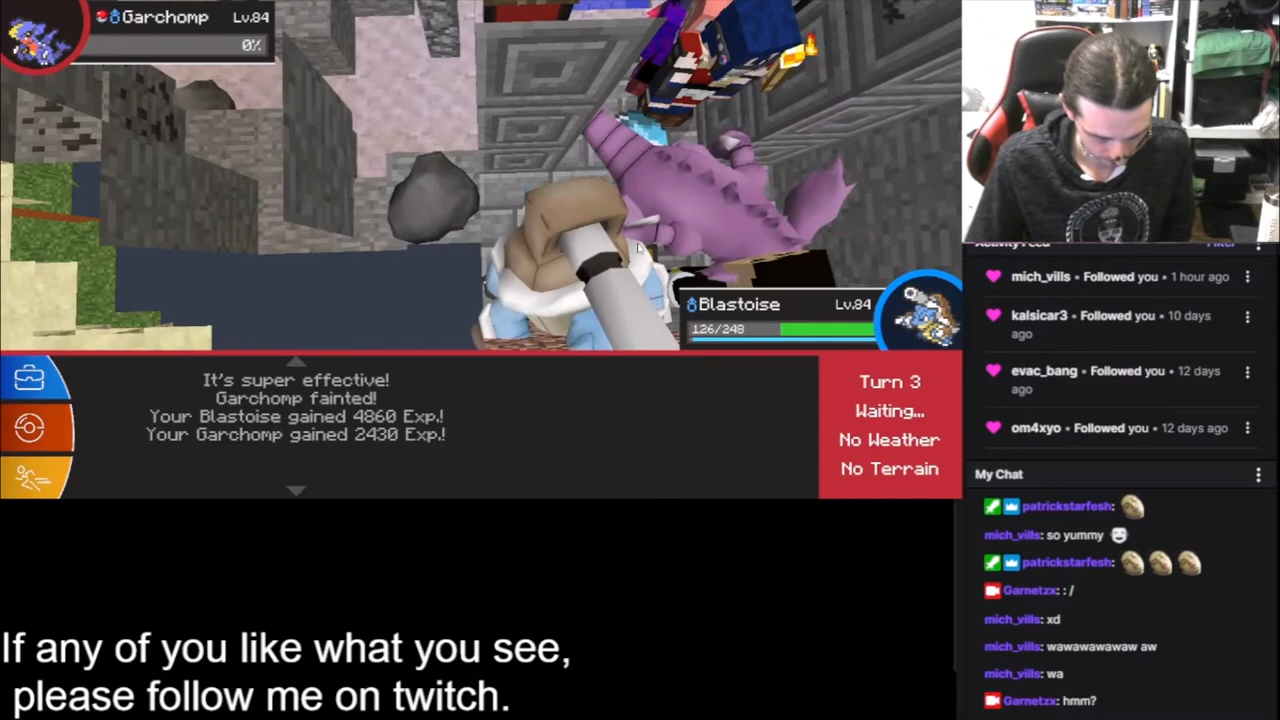 Garchomp Lv.84
0%
Blastoise Lv.84
126/248
It's super effective!
Garchomp fainted!
Your Blastoise gained 4860 Exp.!
Your Garchomp gained 2430 Exp.!
Turn 3
Waiting...
No Weather
No Terrain
Activity Feed Filter
mich_vills • Followed you • 1 hour ago
kalsicar3 • Followed you • 10 days
ago
evac_bang • Followed you • 12 days
ago
om4xyo • Followed you • 12 days ago
My Chat
patrickstarfesh:
mich_vills: so yummy
patrickstarfesh:
Garnetzx: : /
mich_vills: xd
mich_vills: wawawawawaw aw
mich_vills: wa
Garnetzx: hmm?
If any of you like what you see,
please follow me on twitch.